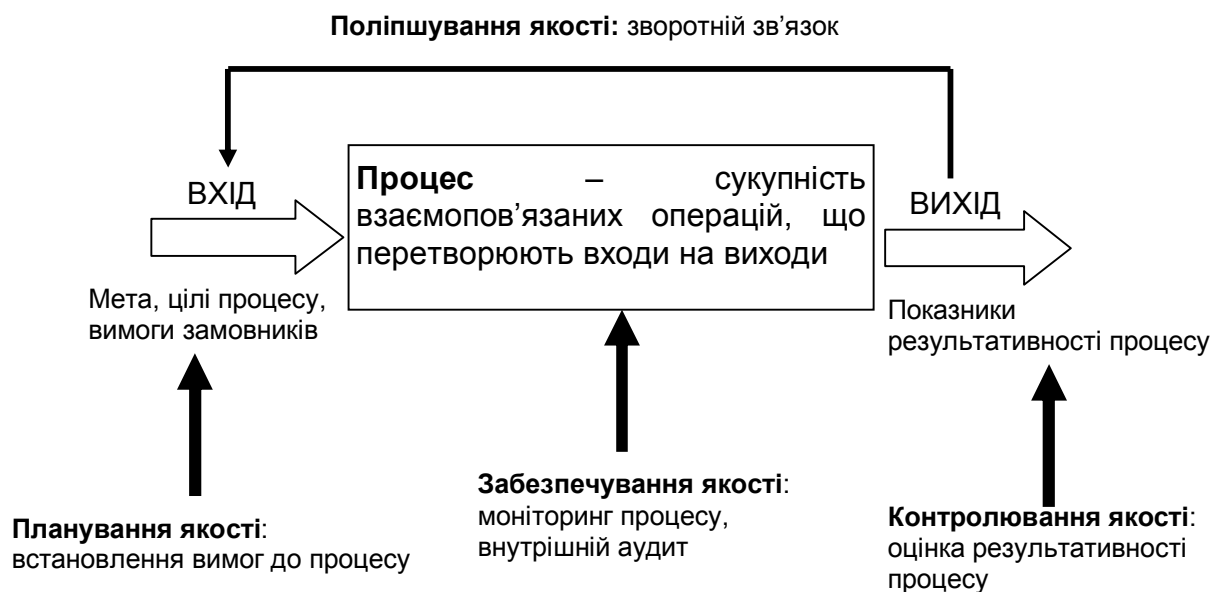 Поліпшування якості: зворотній зв’язок
ВХІД
Процес – сукупність
взаємопов’язаних операцій, що
перетворюють входи на виходи
ВИХІД
Мета, цілі процесу,
вимоги замовників
Показники
результативності процесу
Планування якості:
встановлення вимог до процесу
Забезпечування якості:
моніторинг процесу,
внутрішній аудит
Контролювання якості:
оцінка результативності
процесу